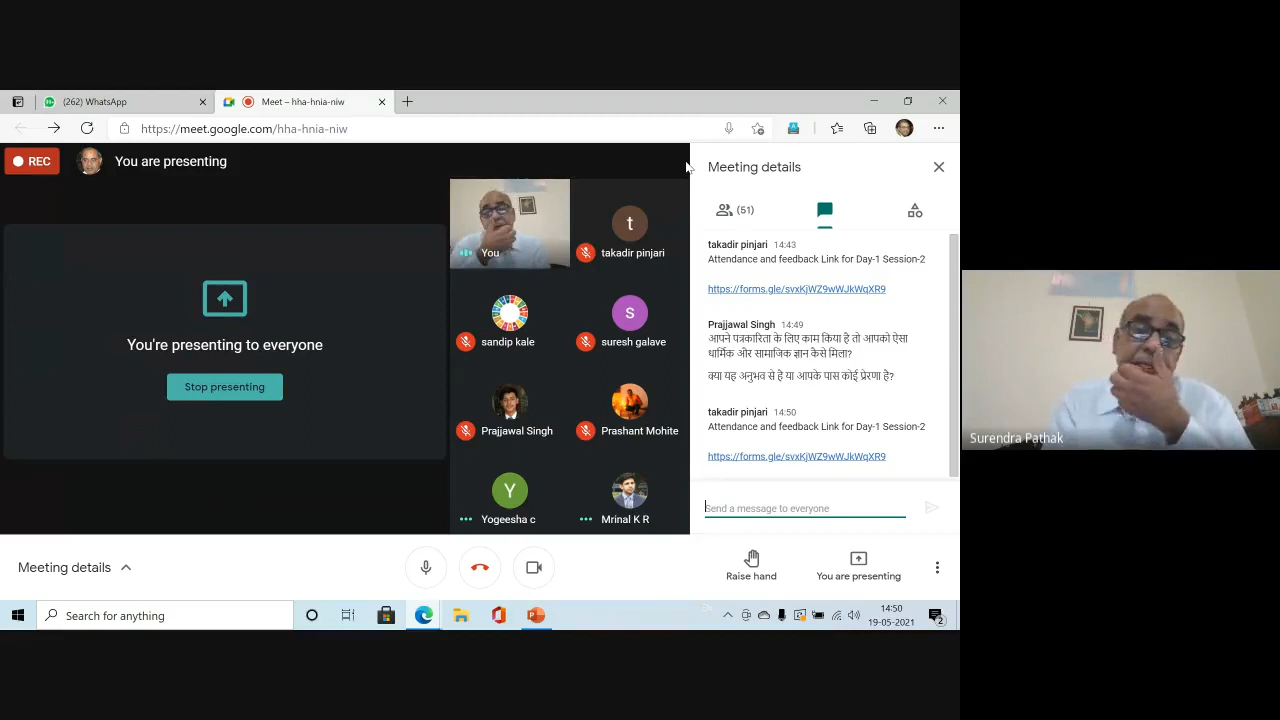 (262) WhatsApp
Meet – hha-hnia-niw
https://meet.google.com/hha-hnia-niw
REC
You are presenting
You're presenting to everyone
Stop presenting
You
t
takadir pinjari
sandip kale
s
suresh galave
Prajjawal Singh
Prashant Mohite
Y
Yogeesha c
Mrinal K R
Meeting details
(51)
takadir pinjari 14:43
Attendance and feedback Link for Day-1 Session-2
https://forms.gle/svxKjWZ9wWJkWqXR9
Prajjawal Singh 14:49
आपने पत्रकारिता के लिए काम किया है तो आपको ऐसा
धार्मिक और सामाजिक ज्ञान कैसे मिला?
क्या यह अनुभव से है या आपके पास कोई प्रेरणा है?
takadir pinjari 14:50
Attendance and feedback Link for Day-1 Session-2
https://forms.gle/svxKjWZ9wWJkWqXR9
Send a message to everyone
Meeting details
Raise hand
You are presenting
Search for anything
14:50
19-05-2021
2
Surendra Pathak